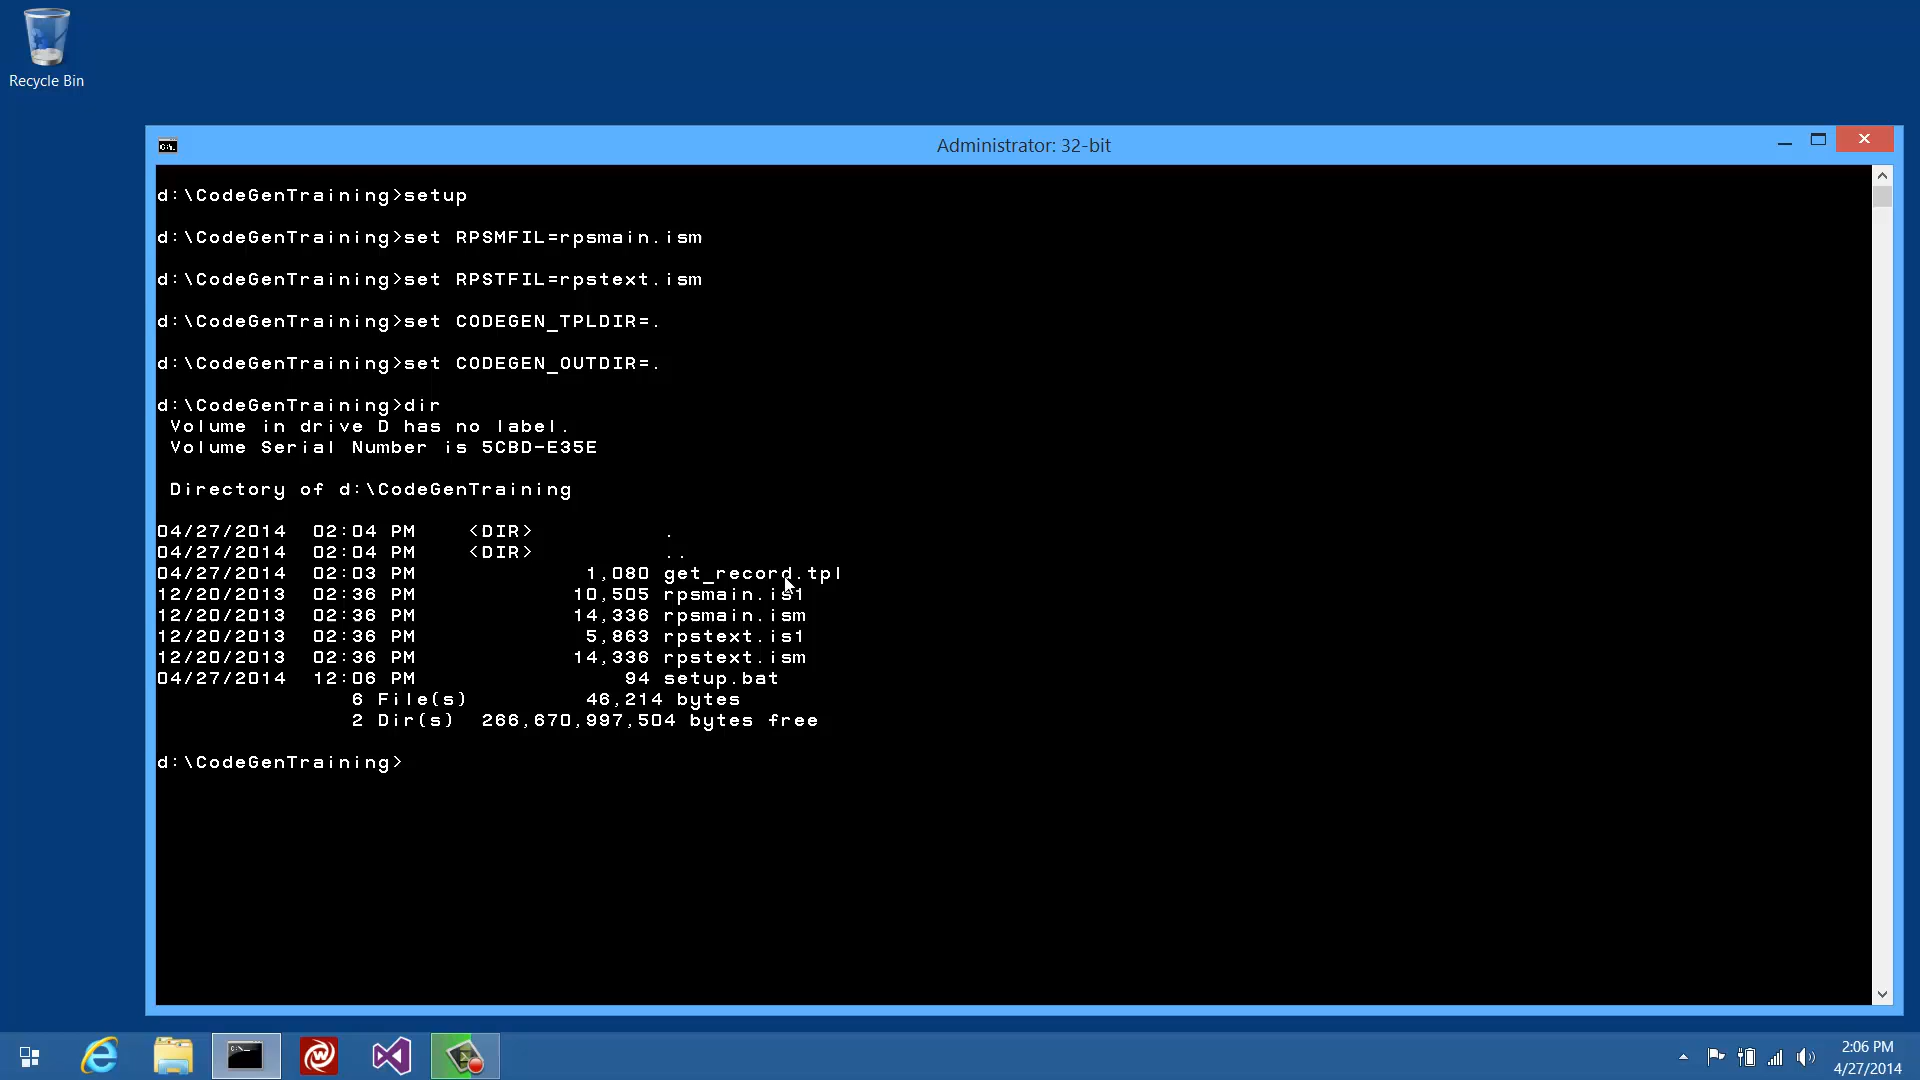 Recycle Bin
Administrator: 32-bit
d:\CodeGenTraining>setup
d:\CodeGenTraining>set RPSMFIL=rpsmain.ism
d:\CodeGenTraining>set RPSTFIL=rpstext.ism
d:\CodeGenTraining>set CODEGEN_TPLDIR=.
d:\CodeGenTraining>set CODEGEN_OUTDIR=.
d:\CodeGenTraining>dir
Volume in drive D has no label.
Volume Serial Number is 5CBD-E35E
Directory of d:\CodeGenTraining
04/27/2014  02:04 PM    <DIR>          .
04/27/2014  02:04 PM    <DIR>          ..
04/27/2014  02:03 PM             1,080 get_record.tpl
12/20/2013  02:36 PM            10,505 rpsmain.is1
12/20/2013  02:36 PM            14,336 rpsmain.ism
12/20/2013  02:36 PM             5,863 rpstext.is1
12/20/2013  02:36 PM            14,336 rpstext.ism
04/27/2014  12:06 PM                94 setup.bat
6 File(s)         46,214 bytes
2 Dir(s)  266,670,997,504 bytes free
d:\CodeGenTraining>
2:06 PM
4/27/2014